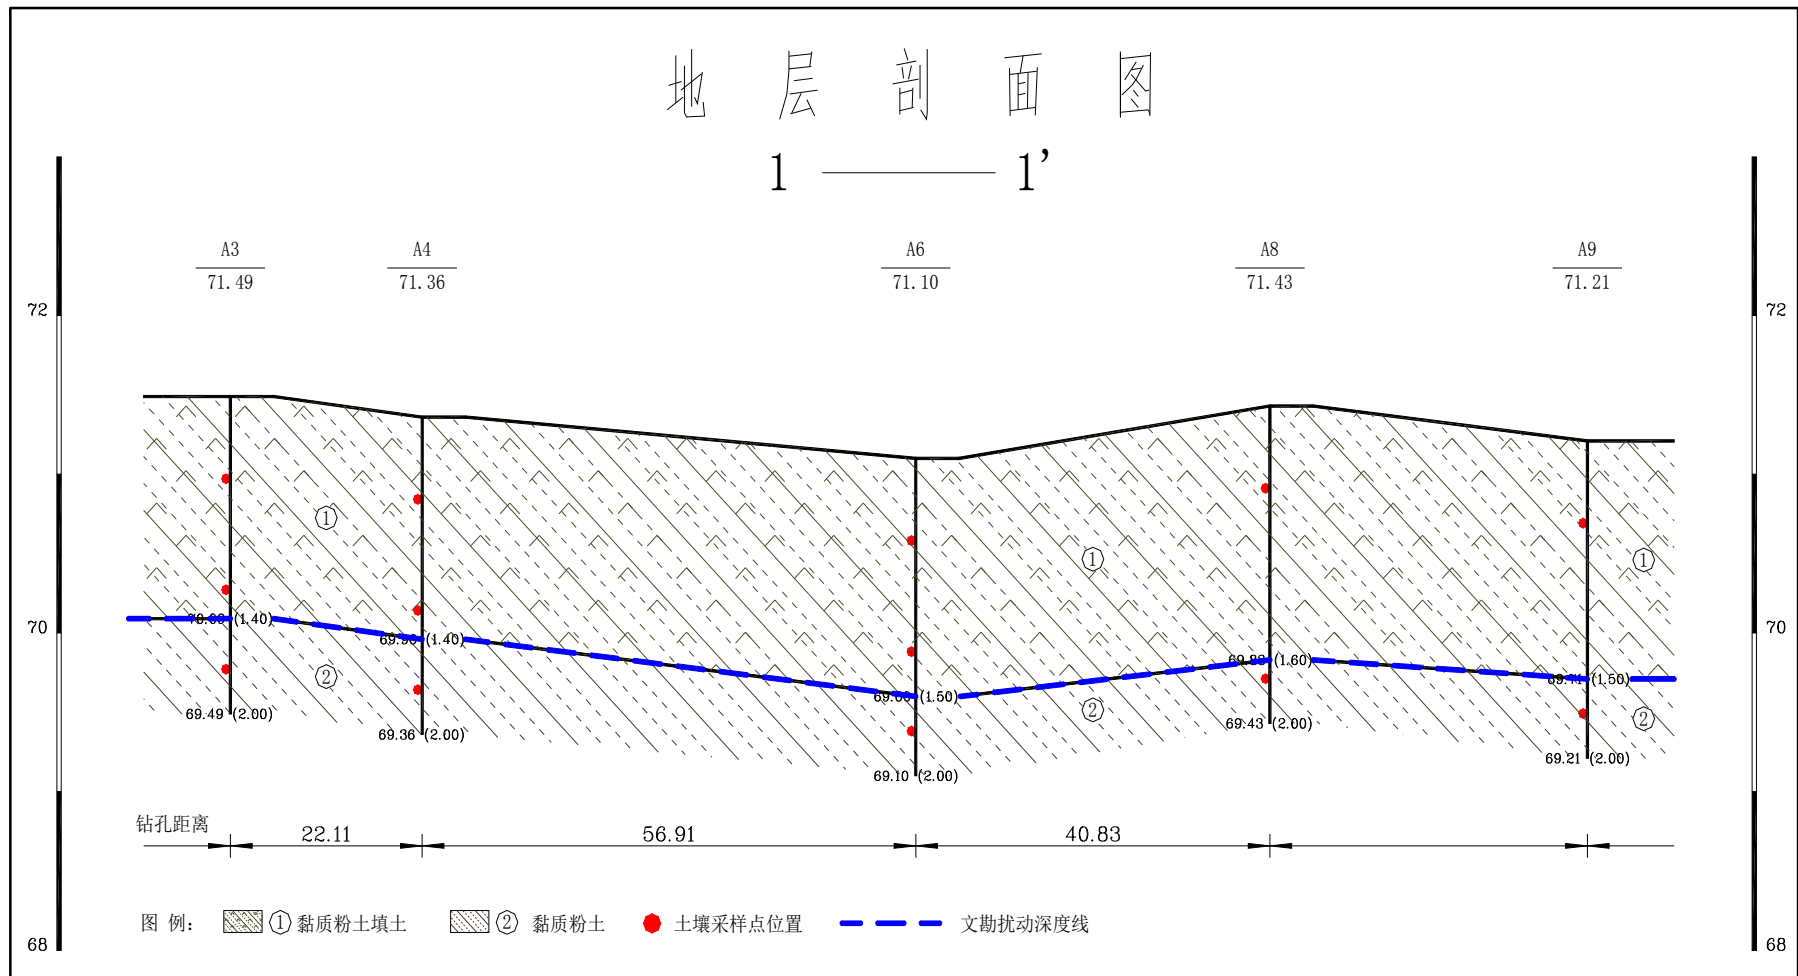 地层剖面图
1 1’
A3 A4 A6 A8 A9
71.49 71.36 71.10 71.43 71.21
72 72
① ① ①
70 (1.40) (1.40) (1.50) (1.60) (1.50) 70
② ② ②
69.49 (2.00) 69.36 (2.00) 69.10 (2.00) 69.43 (2.00) 69.21 (2.00)
钻孔距离 22.11 56.91 40.83
图 例： ① 黏质粉土填土 ② 黏质粉土 土壤采样点位置 文勘扰动深度线
68 68